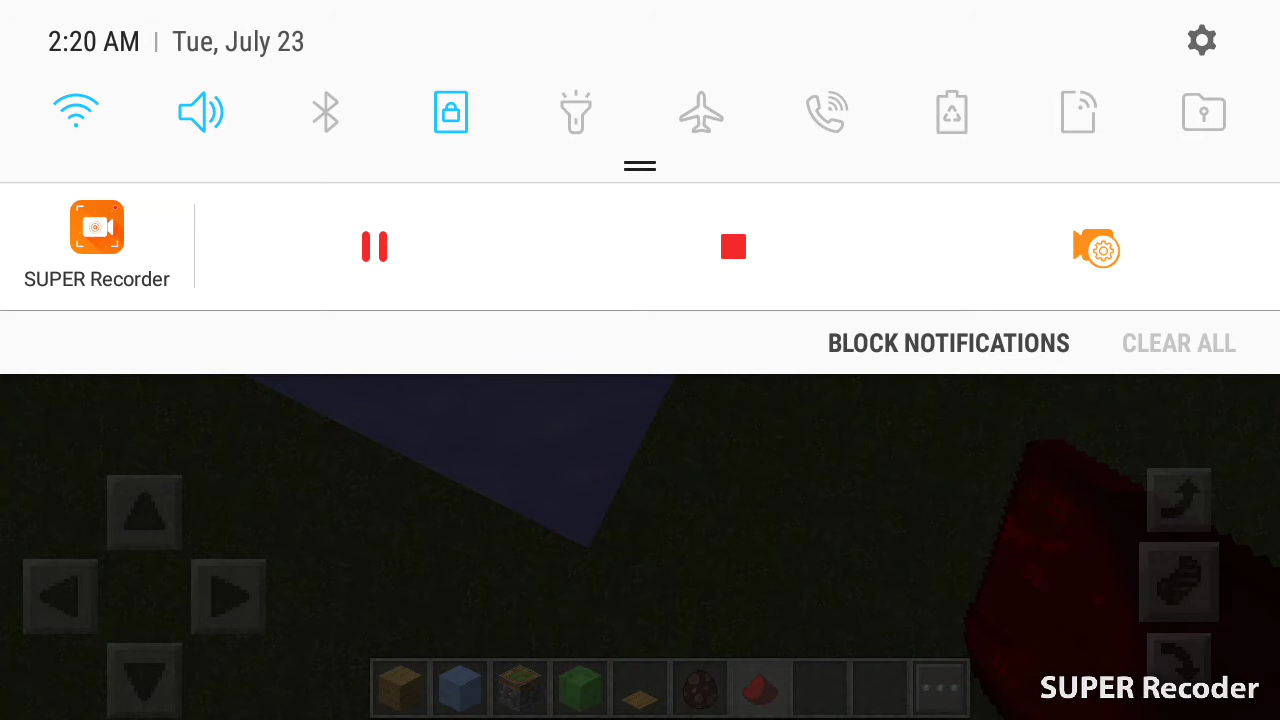 2:20 AM | Tue, July 23
SUPER Recorder
BLOCK NOTIFICATIONS CLEAR ALL
SUPER Recoder